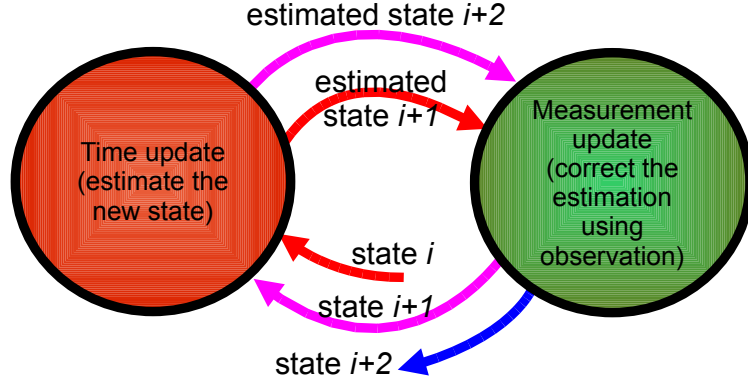 estimated state i+2
estimated
state i+1
Time update
(estimate the
new state)
Measurement
update
(correct the
estimation
using
observation)
state i
state i+1
state i+2